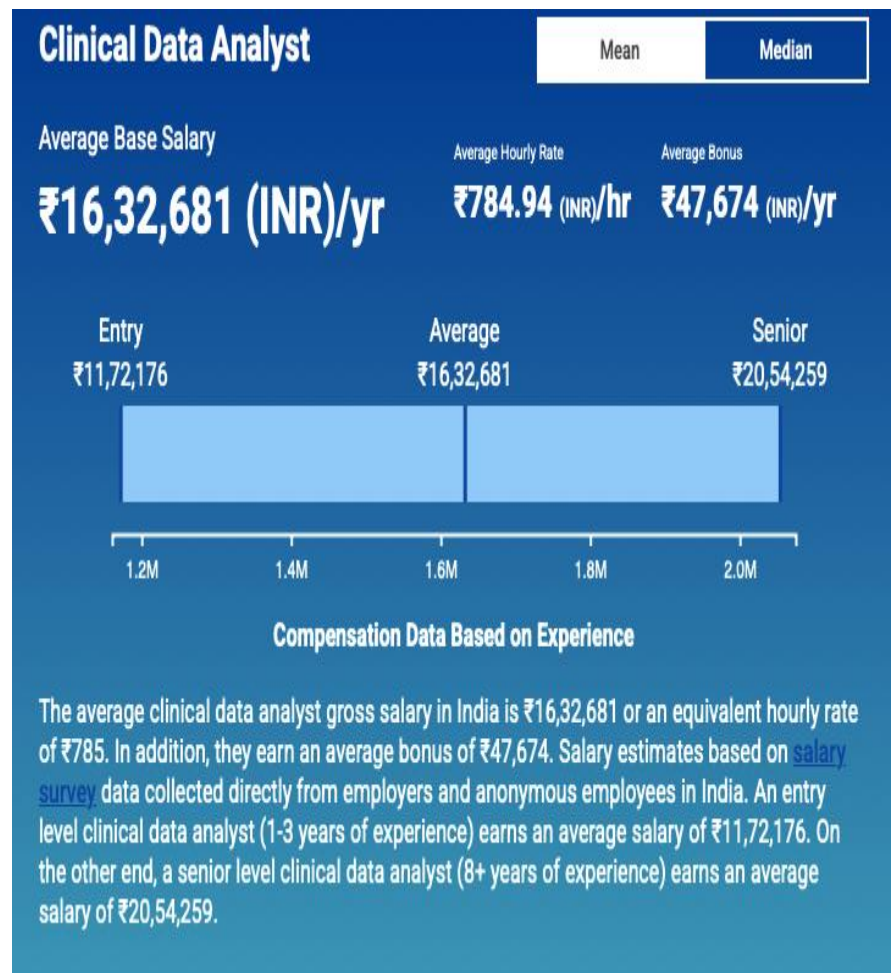 Clinical Data Analyst
Mean
Median
Average Base Salary
Average Hourly Rate
Average Bonus
₹16,32,681 (INR)/yr
₹784.94 (INR)/hr
₹47,674 (INR)/yr
Entry
Average
Senior
₹11,72,176
₹16,32,681
₹20,54,259
1.2M
1.4M
1.6M
1.8M
2.0M
Compensation Data Based on Experience
The average clinical data analyst gross salary in India is ₹16,32,681 or an equivalent hourly rate
of ₹785. In addition, they earn an average bonus of ₹47,674. Salary estimates based on salary
survey data collected directly from employers and anonymous employees in India. An entry
level clinical data analyst (1-3 years of experience) earns an average salary of ₹11,72,176. On
the other end, a senior level clinical data analyst (8+ years of experience) earns an average
salary of ₹20,54,259.